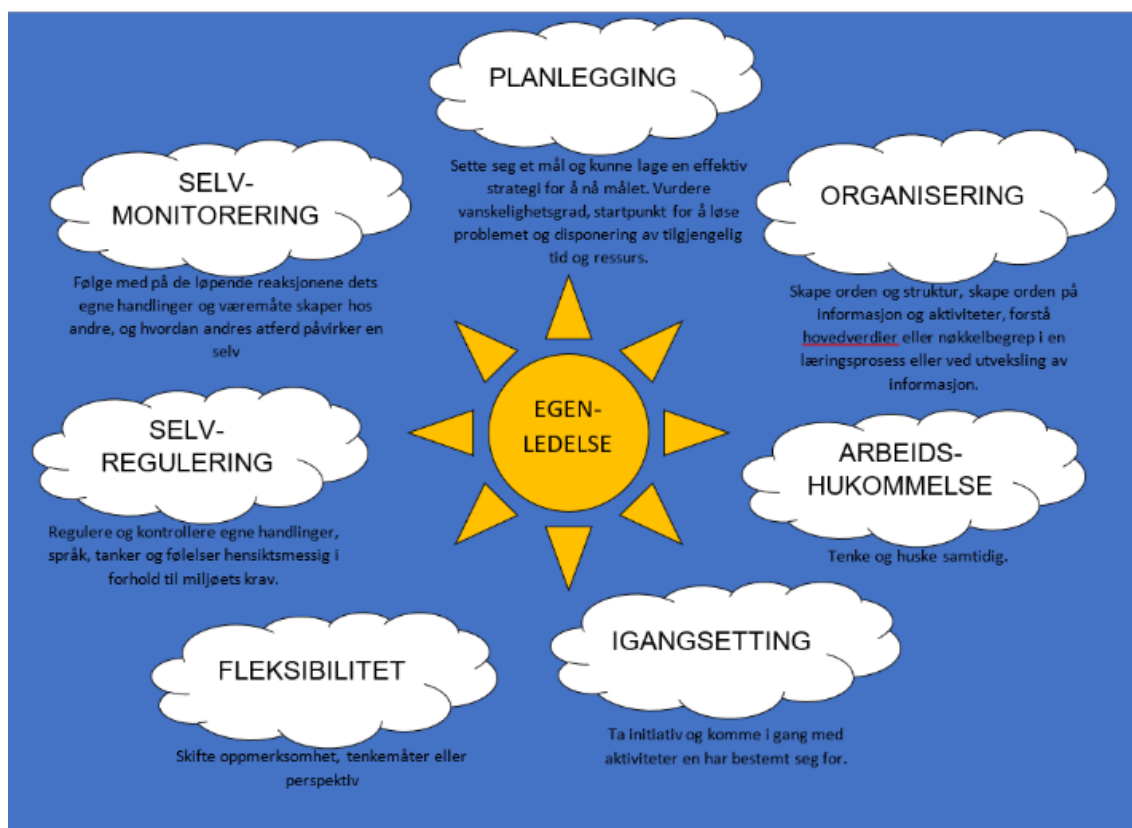 PLANLEGGING
Sette seg et mål og kunne lage en effektiv
strategi for å nå målet. Vurdere
vanskelighetsgrad, startpunkt for å løse
problemet og disponering av tilgjengelig
tid og ressurs.
SELV-
MONITORERING
Følge med på de løpende reaksjonene dets
egne handlinger og væremåte skaper hos
andre, og hvordan andres atferd påvirker en
selv
ORGANISERING
Skape orden og struktur, skape orden på
informasjon og aktiviteter, forstå
hovedverdier eller nøkkelbegrep i en
læringsprosess eller ved utveksling av
informasjon.
EGEN-
LEDELSE
SELV-
REGULERING
Regulere og kontrollere egne handlinger,
språk, tanker og følelser hensiktsmessig i
forhold til miljøets krav.
ARBEIDS-
HUKOMMELSE
Tenke og huske samtidig.
FLEKSIBILITET
Skifte oppmerksomhet, tenkemåter eller
perspektiv
IGANGSETTING
Ta initiativ og komme i gang med
aktiviteter en har bestemt seg for.